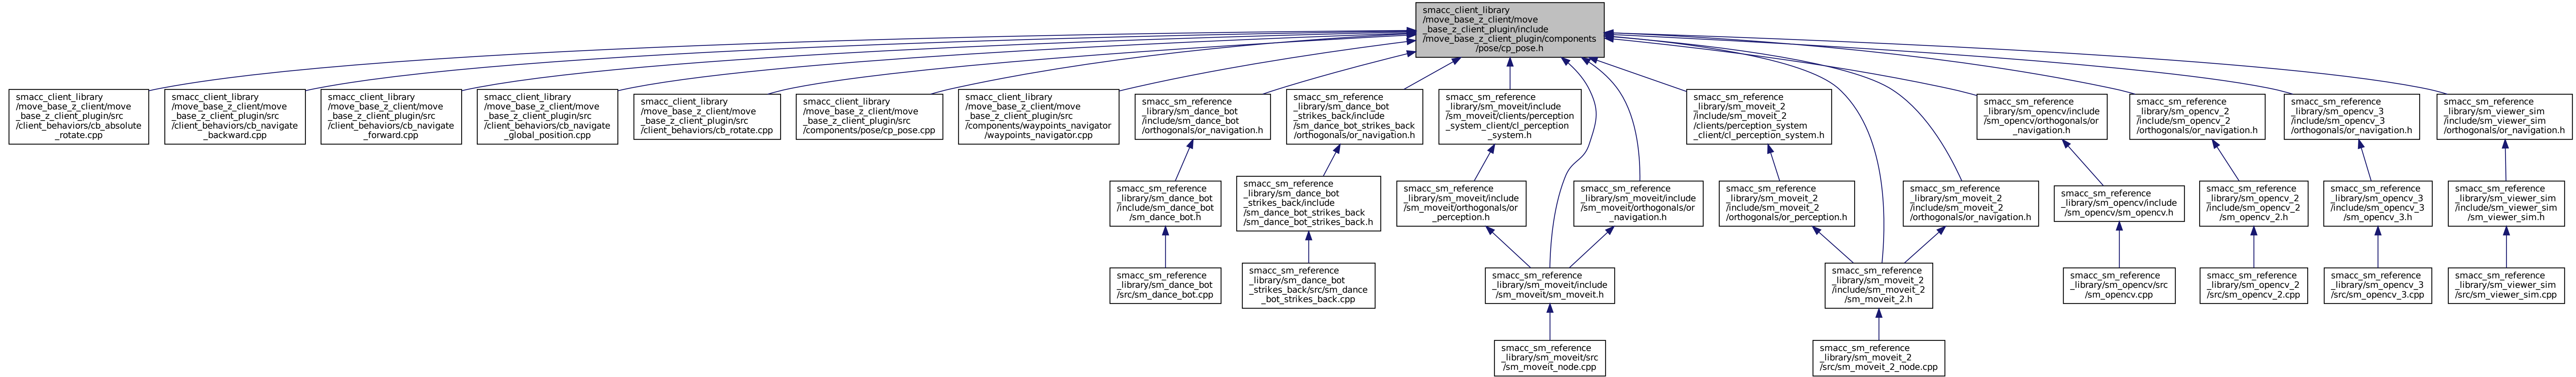 smacc_client_library
/move_base_z_client/move
_base_z_client_plugin/include
/move_base_z_client_plugin/components
/pose/cp_pose.h
smacc_client_library
/move_base_z_client/move
_base_z_client_plugin/src
/client_behaviors/cb_absolute
_rotate.cpp
smacc_client_library
/move_base_z_client/move
_base_z_client_plugin/src
/client_behaviors/cb_navigate
_backward.cpp
smacc_client_library
/move_base_z_client/move
_base_z_client_plugin/src
/client_behaviors/cb_navigate
_forward.cpp
smacc_client_library
/move_base_z_client/move
_base_z_client_plugin/src
/client_behaviors/cb_navigate
_global_position.cpp
smacc_client_library
/move_base_z_client/move
_base_z_client_plugin/src
/client_behaviors/cb_rotate.cpp
smacc_client_library
/move_base_z_client/move
_base_z_client_plugin/src
/components/pose/cp_pose.cpp
smacc_client_library
/move_base_z_client/move
_base_z_client_plugin/src
/components/waypoints_navigator
/waypoints_navigator.cpp
smacc_sm_reference
_library/sm_dance_bot
/include/sm_dance_bot
/orthogonals/or_navigation.h
smacc_sm_reference
_library/sm_dance_bot
_strikes_back/include
/sm_dance_bot_strikes_back
/orthogonals/or_navigation.h
smacc_sm_reference
_library/sm_moveit/include
/sm_moveit/clients/perception
_system_client/cl_perception
_system.h
smacc_sm_reference
_library/sm_moveit_2
/include/sm_moveit_2
/clients/perception_system
_client/cl_perception_system.h
smacc_sm_reference
_library/sm_opencv/include
/sm_opencv/orthogonals/or
_navigation.h
smacc_sm_reference
_library/sm_opencv_2
/include/sm_opencv_2
/orthogonals/or_navigation.h
smacc_sm_reference
_library/sm_opencv_3
/include/sm_opencv_3
/orthogonals/or_navigation.h
smacc_sm_reference
_library/sm_viewer_sim
/include/sm_viewer_sim
/orthogonals/or_navigation.h
smacc_sm_reference
_library/sm_dance_bot
/include/sm_dance_bot
/sm_dance_bot.h
smacc_sm_reference
_library/sm_dance_bot
_strikes_back/include
/sm_dance_bot_strikes_back
/sm_dance_bot_strikes_back.h
smacc_sm_reference
_library/sm_moveit/include
/sm_moveit/orthogonals/or
_perception.h
smacc_sm_reference
_library/sm_moveit/include
/sm_moveit/orthogonals/or
_navigation.h
smacc_sm_reference
_library/sm_moveit_2
/include/sm_moveit_2
/orthogonals/or_perception.h
smacc_sm_reference
_library/sm_moveit_2
/include/sm_moveit_2
/orthogonals/or_navigation.h
smacc_sm_reference
_library/sm_opencv/include
/sm_opencv/sm_opencv.h
smacc_sm_reference
_library/sm_opencv_2
/include/sm_opencv_2
/sm_opencv_2.h
smacc_sm_reference
_library/sm_opencv_3
/include/sm_opencv_3
/sm_opencv_3.h
smacc_sm_reference
_library/sm_viewer_sim
/include/sm_viewer_sim
/sm_viewer_sim.h
smacc_sm_reference
_library/sm_dance_bot
/src/sm_dance_bot.cpp
smacc_sm_reference
_library/sm_dance_bot
_strikes_back/src/sm_dance
_bot_strikes_back.cpp
smacc_sm_reference
_library/sm_moveit/include
/sm_moveit/sm_moveit.h
smacc_sm_reference
_library/sm_moveit_2
/include/sm_moveit_2
/sm_moveit_2.h
smacc_sm_reference
_library/sm_opencv/src
/sm_opencv.cpp
smacc_sm_reference
_library/sm_opencv_2
/src/sm_opencv_2.cpp
smacc_sm_reference
_library/sm_opencv_3
/src/sm_opencv_3.cpp
smacc_sm_reference
_library/sm_viewer_sim
/src/sm_viewer_sim.cpp
smacc_sm_reference
_library/sm_moveit/src
/sm_moveit_node.cpp
smacc_sm_reference
_library/sm_moveit_2
/src/sm_moveit_2_node.cpp